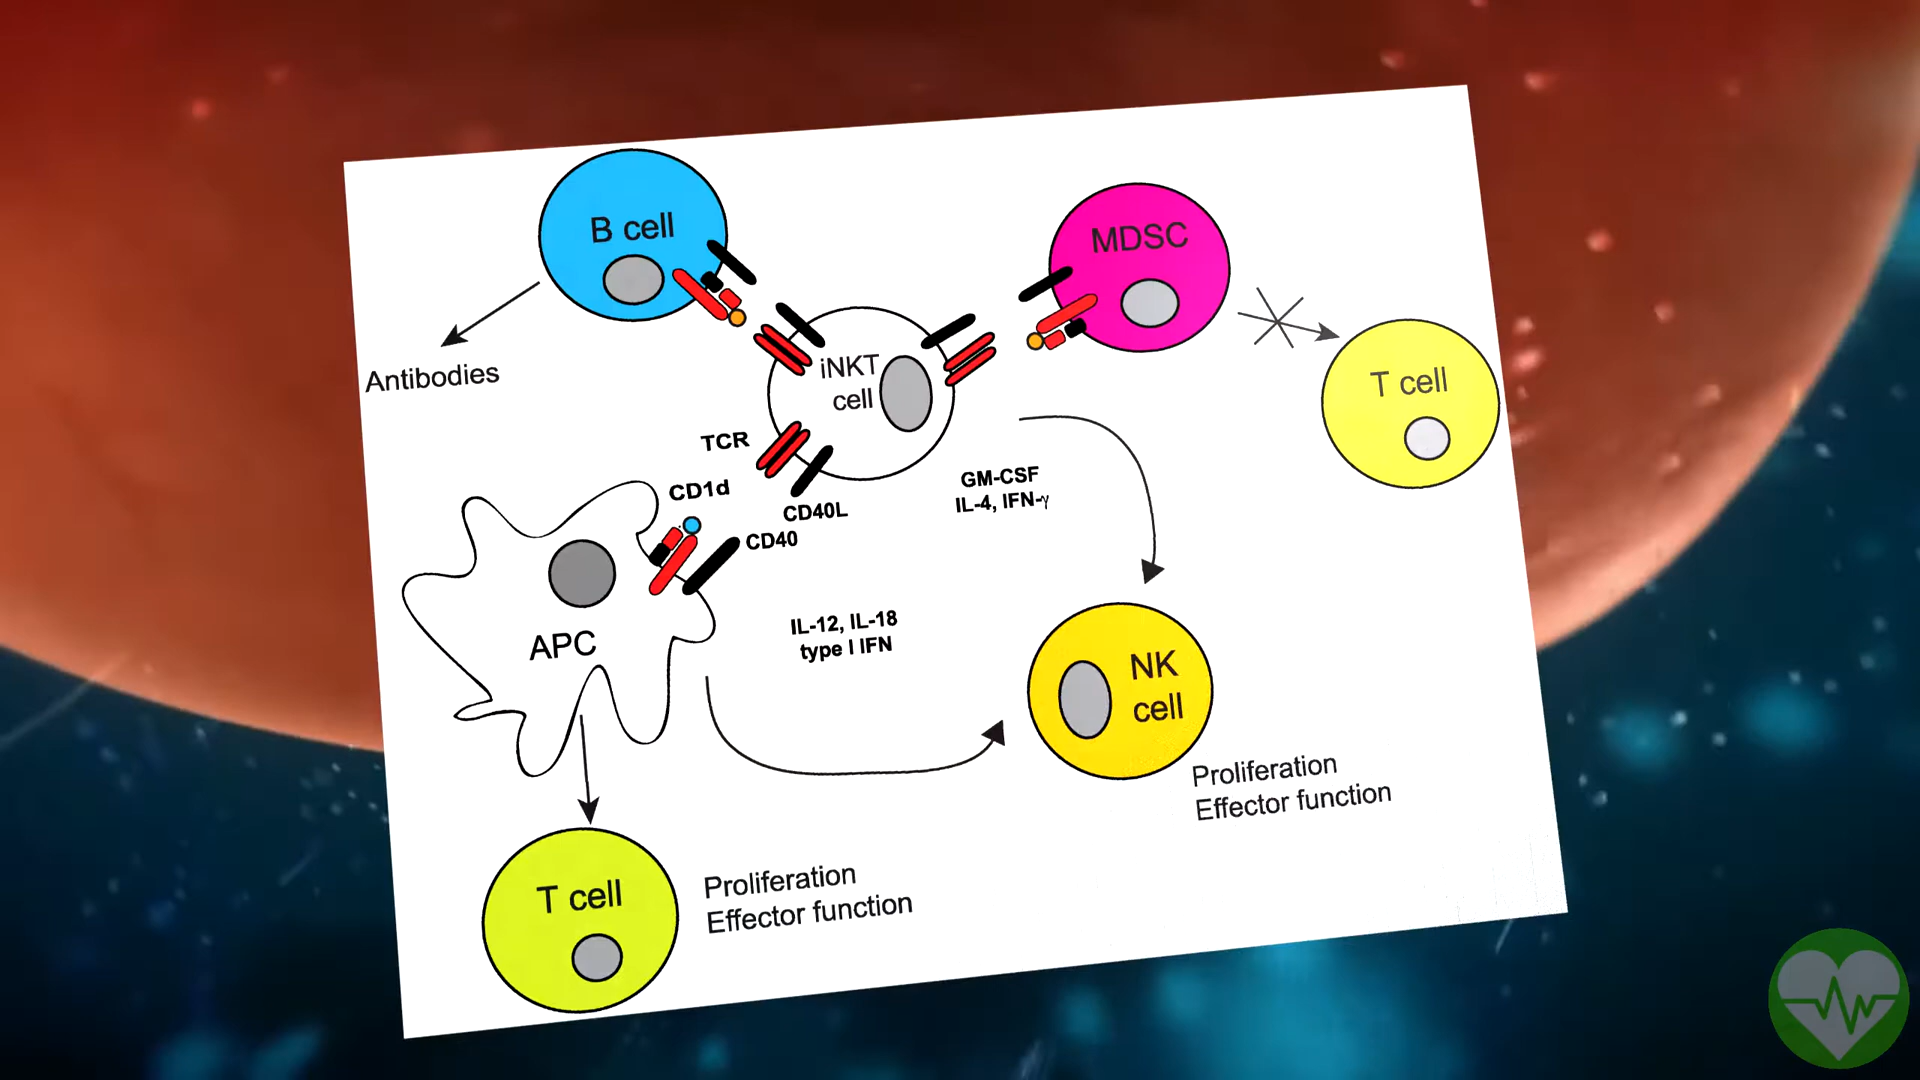 B cell
MDSC
iNKT
cell
Antibodies
T cell
TCR
CD1d
GM-CSF
IL-4, IFN-γ
CD40L
CD40
APC
IL-12, IL-18
type I IFN
NK
cell
Proliferation
Effector function
T cell
Proliferation
Effector function